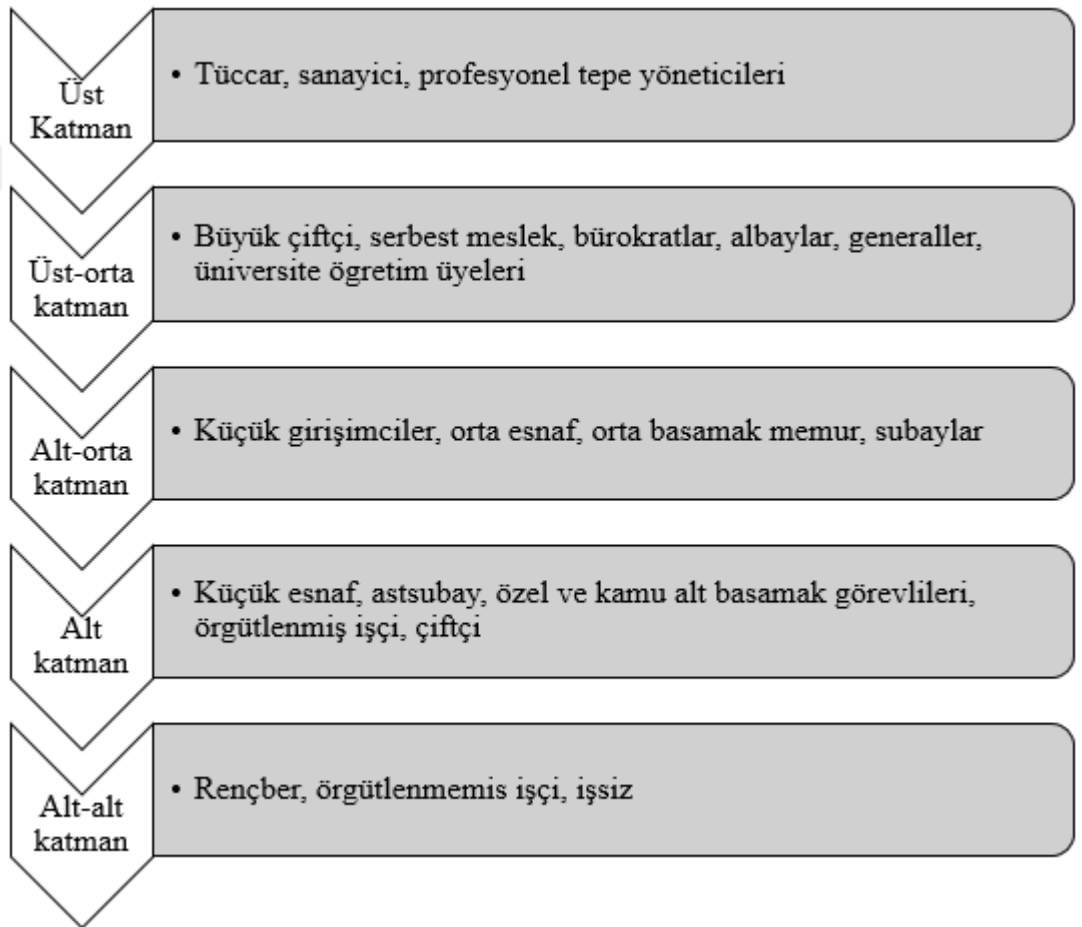 Üst
Katman
• Tüccar, sanayici, profesyonel tepe yöneticileri
Üst-orta
katman
• Büyük çiftçi, serbest meslek, bürokratlar, albaylar, generaller,
üniversite ögretim üyeleri
Alt-orta
katman
• Küçük girişimciler, orta esnaf, orta basamak memur, subaylar
Alt
katman
• Küçük esnaf, astsubay, özel ve kamu alt basamak görevlileri,
örgütlenmiş işçi, çiftçi
Alt-alt
katman
• Rençber, örgütlenmemis işçi, işsiz